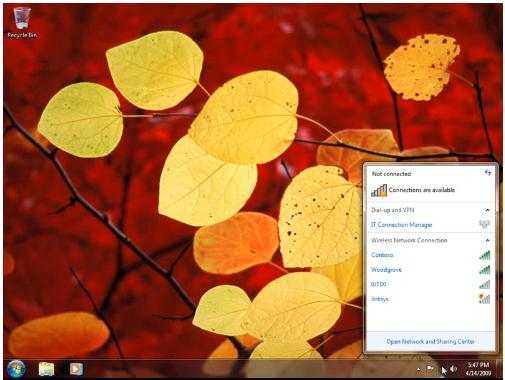 Recycle Bin
Not connected
Connections are available
Dial-up and VPN
IT Connection Manager
Wireless Network Connection
Contoso
Woodgrove
linksys
Open Network and Sharing Center
5:47 PM
4/14/2009